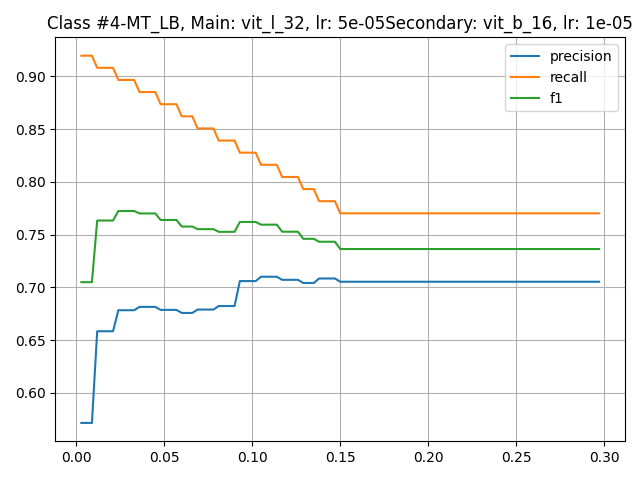 Class #4-MT_LB, Main: vit_l_32, lr: 5e-05Secondary: vit_b_16, lr: 1e-05
precision
recall
f1
0.90
0.85
0.80
0.75
0.70
0.65
0.60
0.00 0.05 0.10 0.15 0.20 0.25 0.30